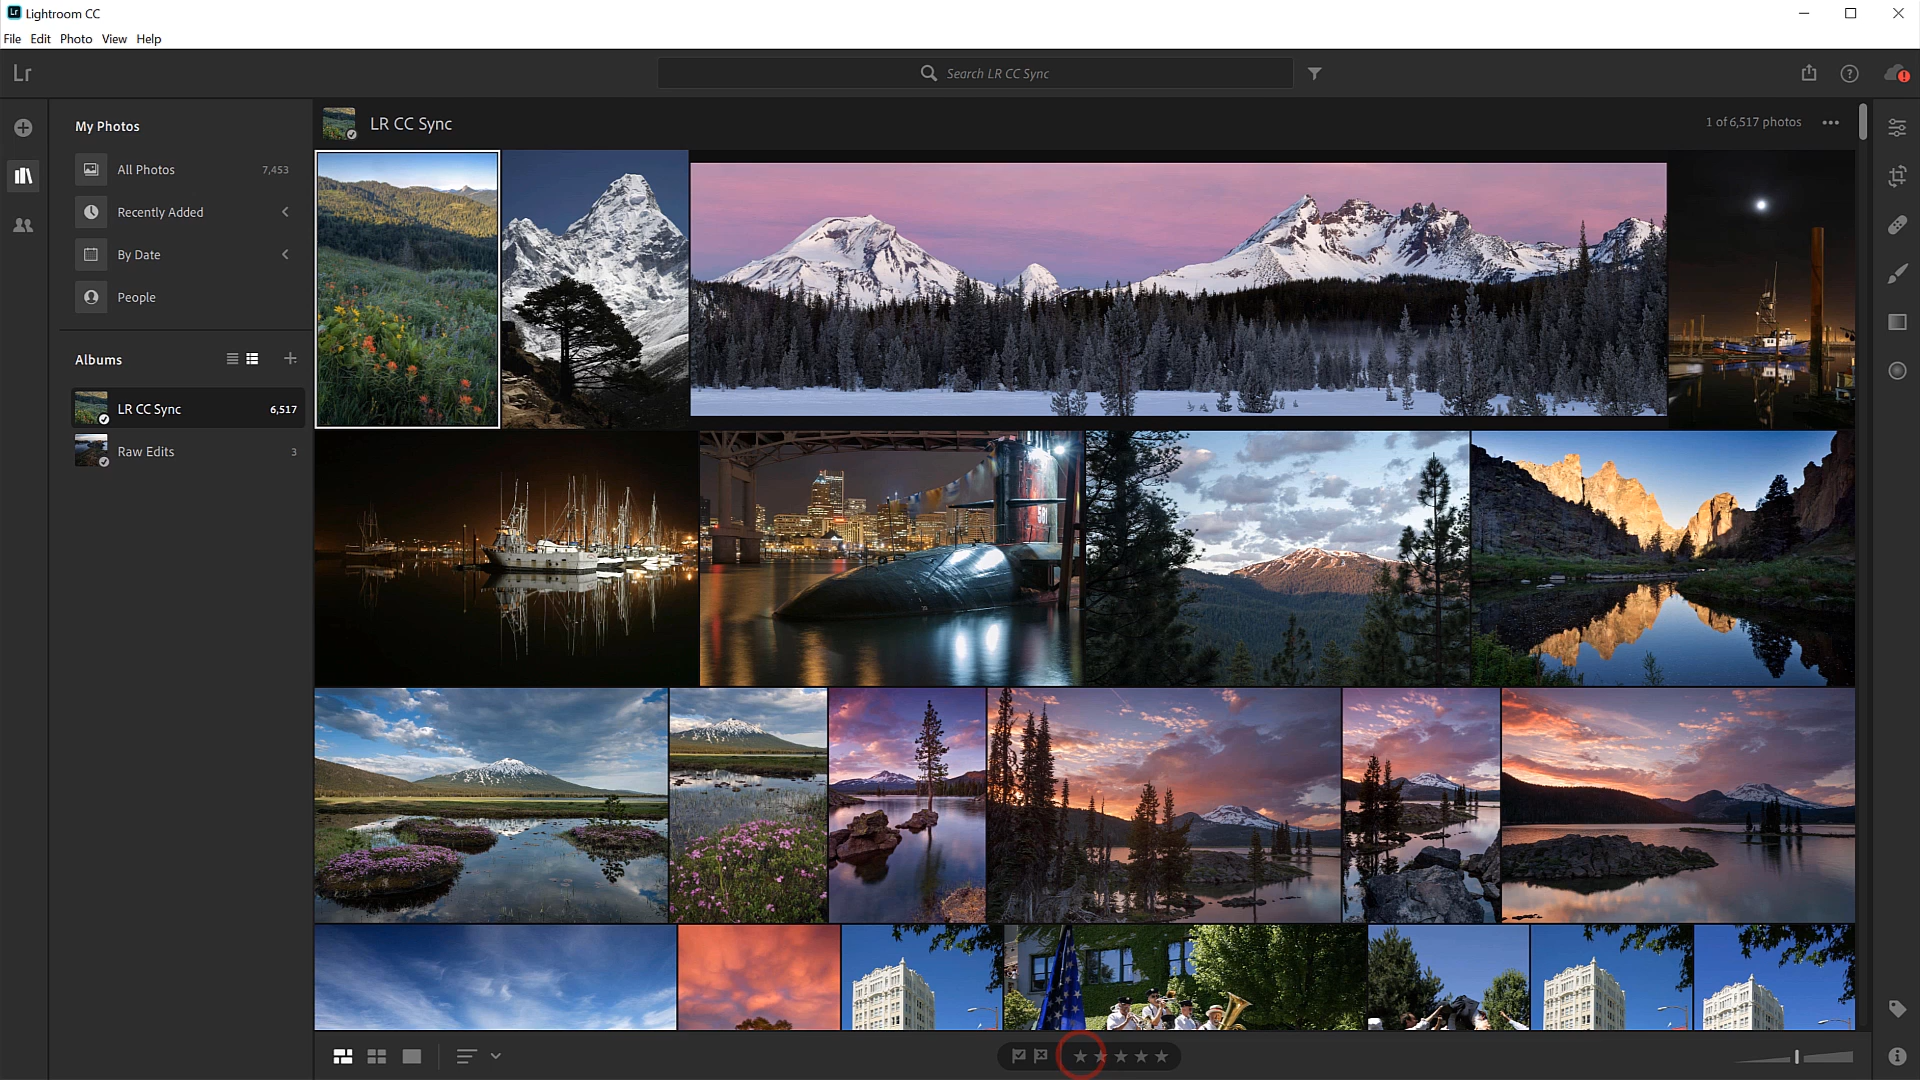 Lr Lightroom CC
File Edit Photo View Help
Lr
Search LR CC Sync
My Photos
All Photos 7,453
Recently Added
By Date
People
Albums
LR CC Sync 6,517
Raw Edits 3
LR CC Sync
1 of 6,517 photos
581